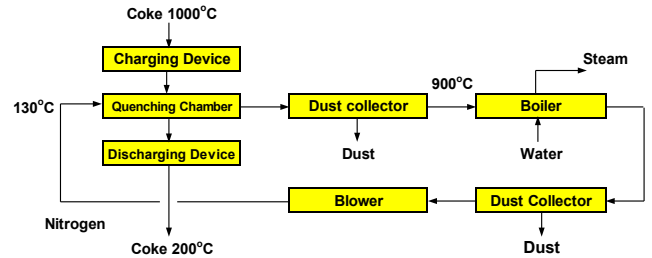 Coke 1000°C
Charging Device
Steam
900°C
130°C
Quenching Chamber
Dust collector
Boiler
Discharging Device
Dust
Water
Blower
Dust Collector
Nitrogen
Coke 200°C
Dust